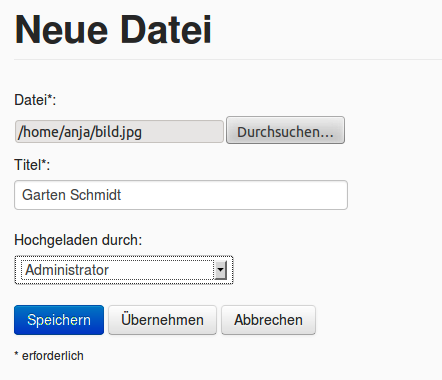 Neue Datei
Datei*:
/home/anja/bild.jpg Durchsuchen...
Titel*:
Garten Schmidt
Hochgeladen durch:
Administrator
Speichern Übernehmen Abbrechen
* erforderlich